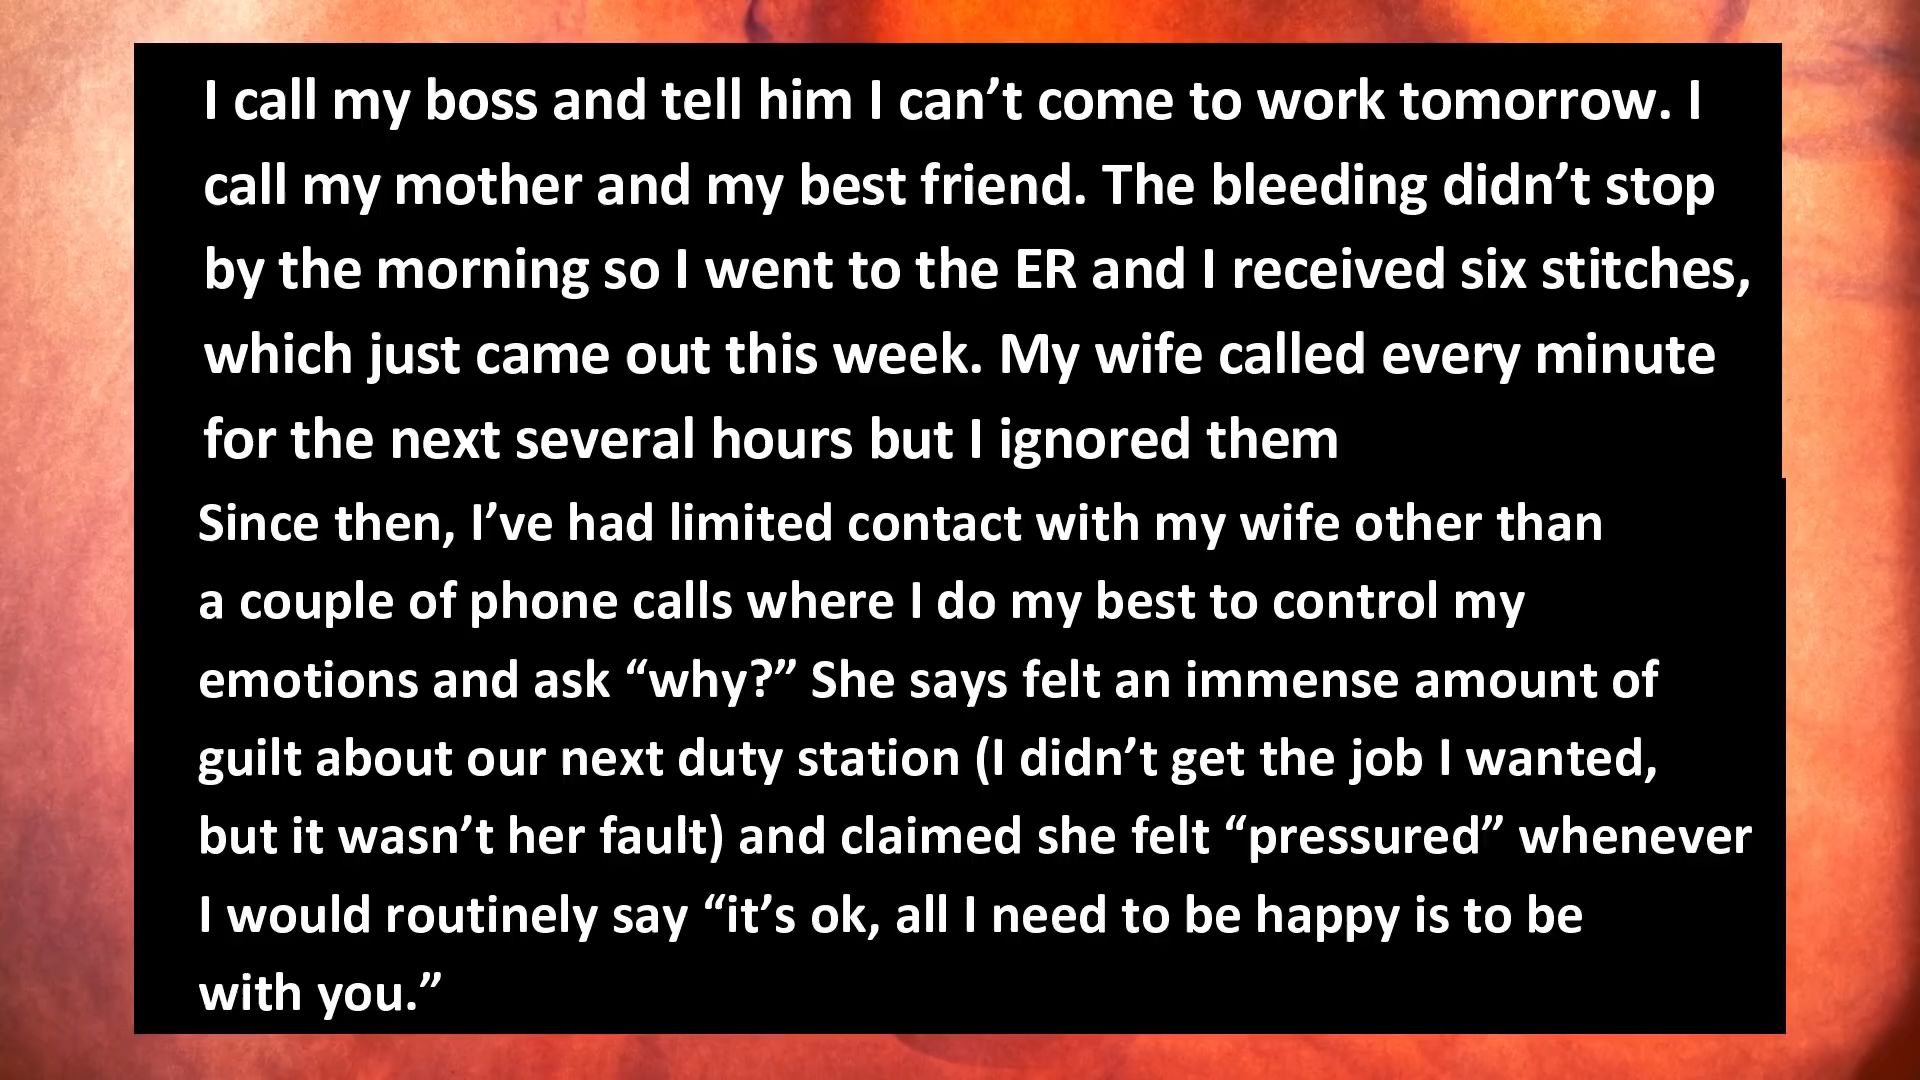 I call my boss and tell him I can’t come to work tomorrow. I
call my mother and my best friend. The bleeding didn’t stop
by the morning so I went to the ER and I received six stitches,
which just came out this week. My wife called every minute
for the next several hours but I ignored them
Since then, I’ve had limited contact with my wife other than
a couple of phone calls where I do my best to control my
emotions and ask “why?” She says felt an immense amount of
guilt about our next duty station (I didn’t get the job I wanted,
but it wasn’t her fault) and claimed she felt “pressured” whenever
I would routinely say “it’s ok, all I need to be happy is to be
with you.”